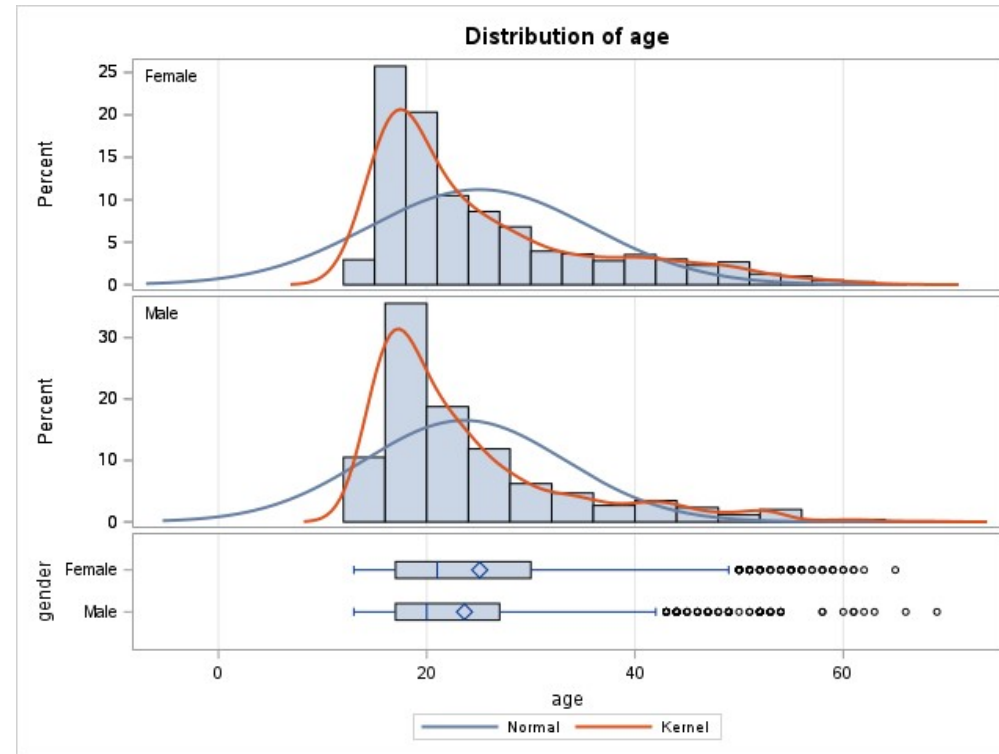 Distribution of age
Female
25
20
15
10
5
0
Percent
Male
30
20
10
0
Percent
gender
Female
Male
0 20 40 60
age
Normal Kernel